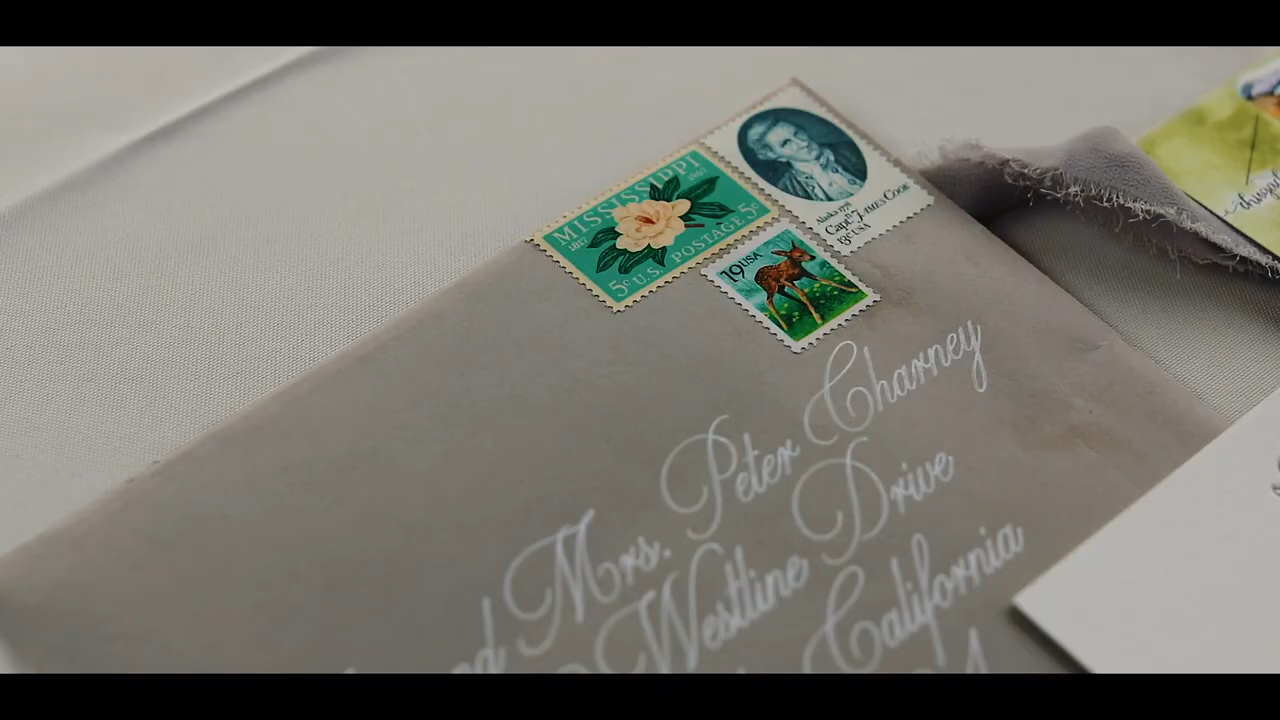 MISSISSIPPI
1817 1967
5c U.S. POSTAGE 5c
Alaska 1778
Capt. JAMES COOK
13c USA
19 USA
Mrs. Peter Charney
Westline Drive
California